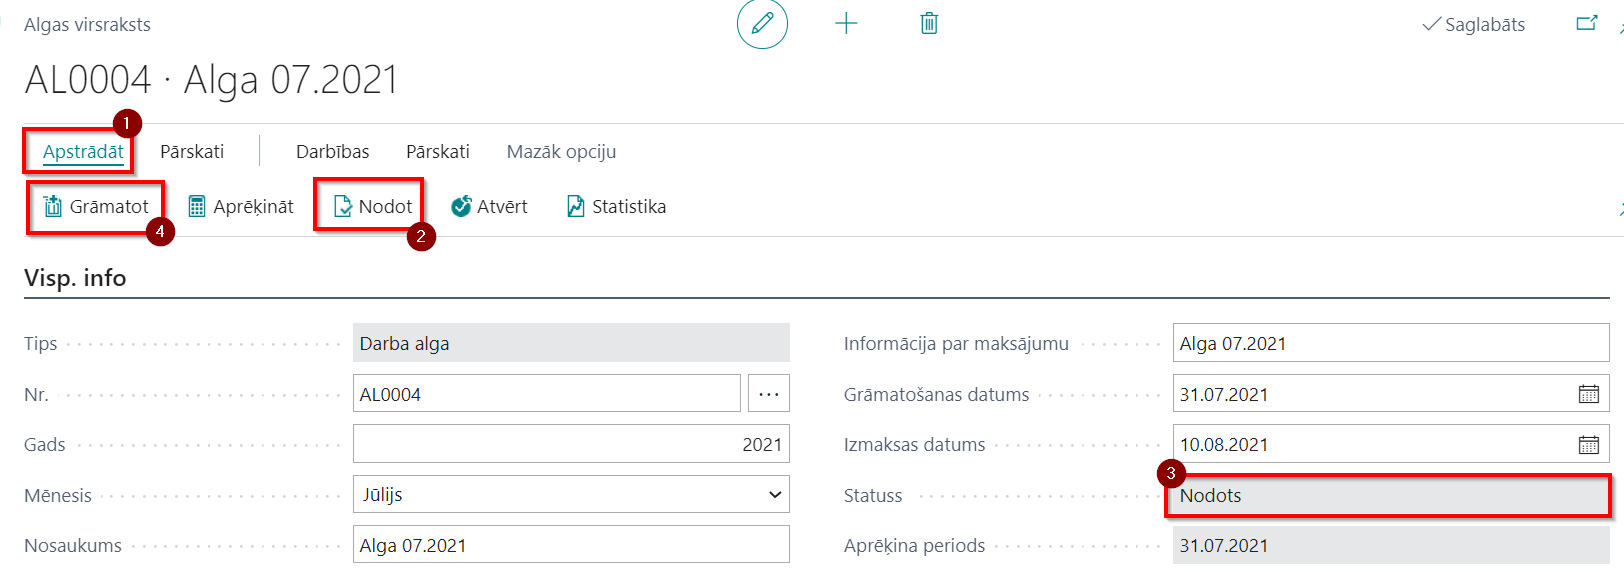 Algas virsraksts
Saglabāts
AL0004 · Alga 07.2021
1
Apstrādāt Pārskati Darbības Pārskati Mazāk opciju
Grāmatot Aprēķināt Nodot Atvērt Statistika
4 2
Visp. info
Tips Darba alga
Informācija par maksājumu Alga 07.2021
Nr. AL0004 ...
Grāmatošanas datums 31.07.2021
Gads 2021
Izmaksas datums 10.08.2021
3
Mēnesis Jūlijs
Statuss Nodots
Nosaukums Alga 07.2021
Aprēķina periods 31.07.2021